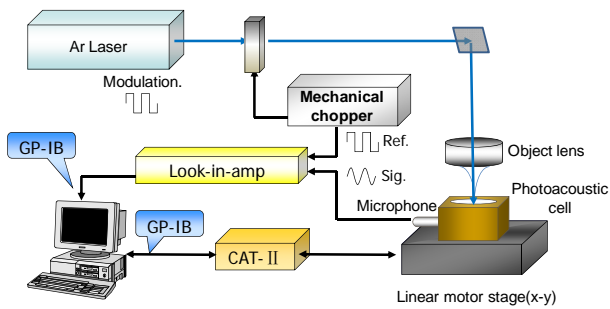 Ar Laser
Modulation.
Mechanical
chopper
Ref.
GP-IB
Look-in-amp
Sig.
Object lens
Microphone
Photoacoustic
cell
GP-IB
CAT-Ⅱ
Linear motor stage(x-y)